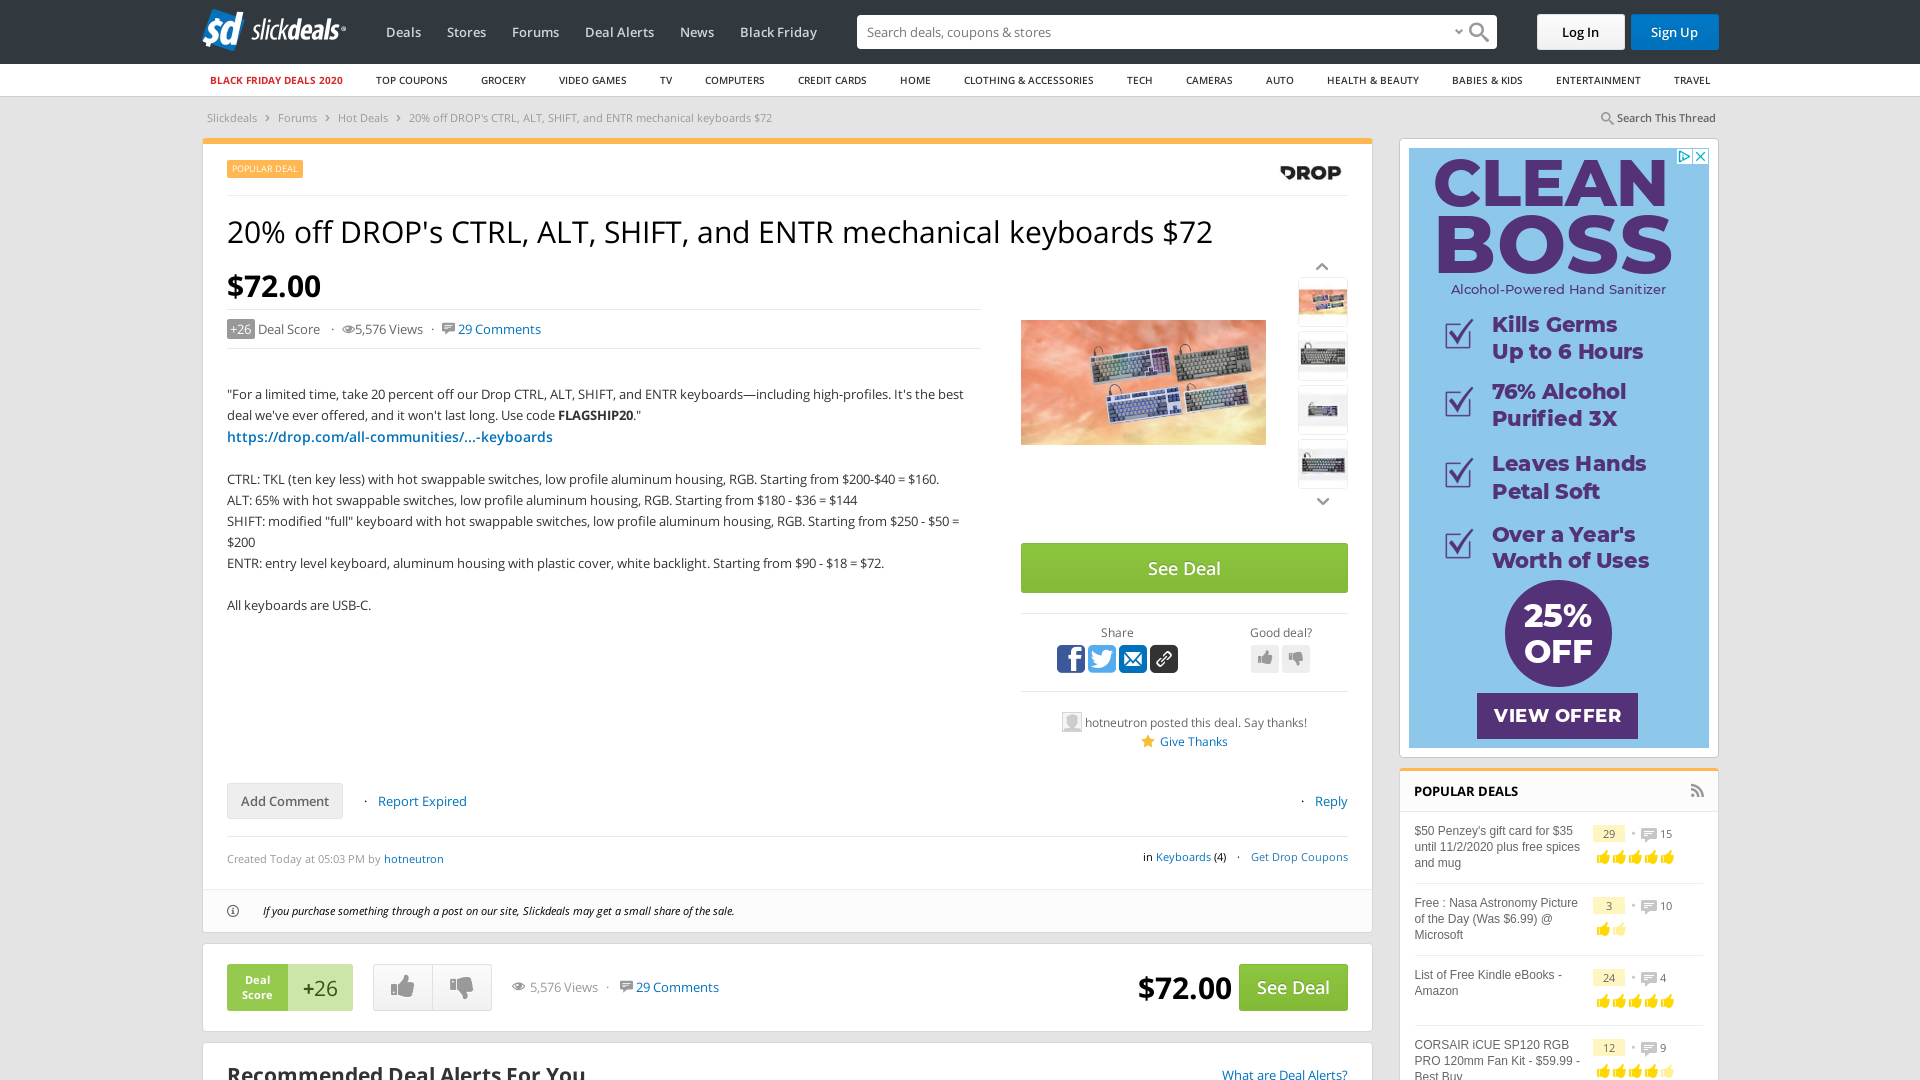 slickdeals
Deals
Stores
Forums
Deal Alerts
News
Black Friday
Search deals, coupons & stores
Log In
Sign Up
BLACK FRIDAY DEALS 2020
TOP COUPONS
GROCERY
VIDEO GAMES
TV
COMPUTERS
CREDIT CARDS
HOME
CLOTHING & ACCESSORIES
TECH
CAMERAS
AUTO
HEALTH & BEAUTY
BABIES & KIDS
ENTERTAINMENT
TRAVEL
Slickdeals › Forums › Hot Deals › 20% off DROP's CTRL, ALT, SHIFT, and ENTR mechanical keyboards $72
Search This Thread
POPULAR DEAL
DROP
20% off DROP's CTRL, ALT, SHIFT, and ENTR mechanical keyboards $72
$72.00
+26 Deal Score · 5,576 Views · 29 Comments
"For a limited time, take 20 percent off our Drop CTRL, ALT, SHIFT, and ENTR keyboards—including high-profiles. It's the best
deal we've ever offered, and it won't last long. Use code FLAGSHIP20."
https://drop.com/all-communities/...-keyboards
CTRL: TKL (ten key less) with hot swappable switches, low profile aluminum housing, RGB. Starting from $200-$40 = $160.
ALT: 65% with hot swappable switches, low profile aluminum housing, RGB. Starting from $180 - $36 = $144
SHIFT: modified "full" keyboard with hot swappable switches, low profile aluminum housing, RGB. Starting from $250 - $50 =
$200
ENTR: entry level keyboard, aluminum housing with plastic cover, white backlight. Starting from $90 - $18 = $72.
All keyboards are USB-C.
See Deal
Share
Good deal?
hotneutron posted this deal. Say thanks!
Give Thanks
Add Comment
· Report Expired
· Reply
Created Today at 05:03 PM by hotneutron
in Keyboards (4) · Get Drop Coupons
If you purchase something through a post on our site, Slickdeals may get a small share of the sale.
Deal
Score
+26
5,576 Views · 29 Comments
$72.00
See Deal
Recommended Deal Alerts For You
What are Deal Alerts?
CLEAN
BOSS
Alcohol-Powered Hand Sanitizer
Kills Germs
Up to 6 Hours
76% Alcohol
Purified 3X
Leaves Hands
Petal Soft
Over a Year's
Worth of Uses
25%
OFF
VIEW OFFER
POPULAR DEALS
$50 Penzey's gift card for $35
until 11/2/2020 plus free spices
and mug
29 • 15
Free : Nasa Astronomy Picture
of the Day (Was $6.99) @
Microsoft
3 • 10
List of Free Kindle eBooks -
Amazon
24 • 4
CORSAIR iCUE SP120 RGB
PRO 120mm Fan Kit - $59.99 -
Best Buy
12 • 9